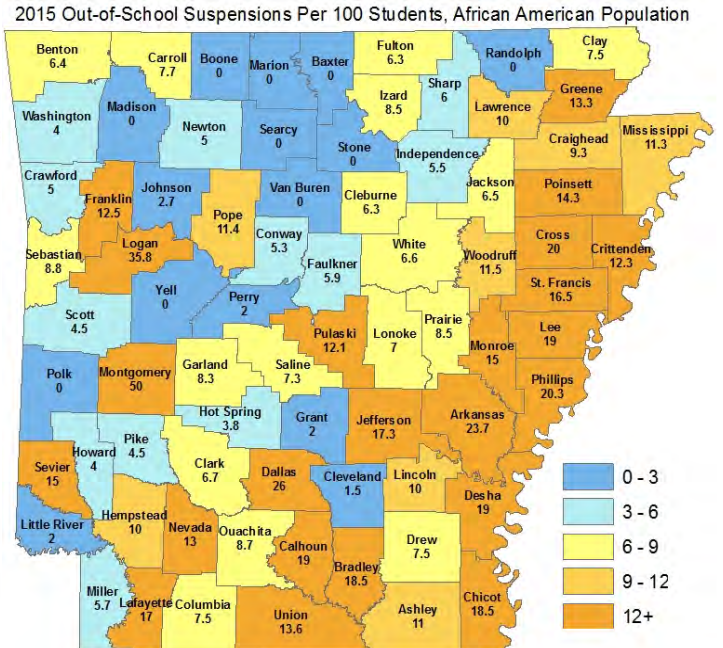 2015 Out-of-School Suspensions Per 100 Students, African American Population
Benton
6.4
Carroll
7.7
Boone
0
Marion
0
Baxter
0
Fulton
6.3
Randolph
0
Clay
7.5
Izard
8.5
Sharp
6
Greene
13.3
Lawrence
10
Washington
4
Madison
0
Newton
5
Searcy
0
Stone
0
Independence
5.5
Craighead
9.3
Mississippi
11.3
Crawford
5
Franklin
12.5
Johnson
2.7
Pope
11.4
Van Buren
0
Cleburne
6.3
Jackson
6.5
Poinsett
14.3
Sebastian
8.8
Logan
35.8
Conway
5.3
Faulkner
5.9
White
6.6
Woodruff
11.5
Cross
20
Crittenden
12.3
St. Francis
16.5
Scott
4.5
Yell
0
Perry
2
Pulaski
12.1
Lonoke
7
Prairie
8.5
Monroe
15
Lee
19
Phillips
20.3
Polk
0
Montgomery
50
Garland
8.3
Saline
7.3
Hot Spring
3.8
Grant
2
Jefferson
17.3
Arkansas
23.7
Howard
4
Pike
4.5
Sevier
15
Clark
6.7
Dallas
26
Cleveland
1.5
Lincoln
10
Desha
19
Little River
2
Hempstead
10
Nevada
13
Ouachita
8.7
Calhoun
19
Bradley
18.5
Drew
7.5
Miller
5.7
Lafayette
17
Columbia
7.5
Union
13.6
Ashley
11
Chicot
18.5
0 - 3
3 - 6
6 - 9
9 - 12
12+